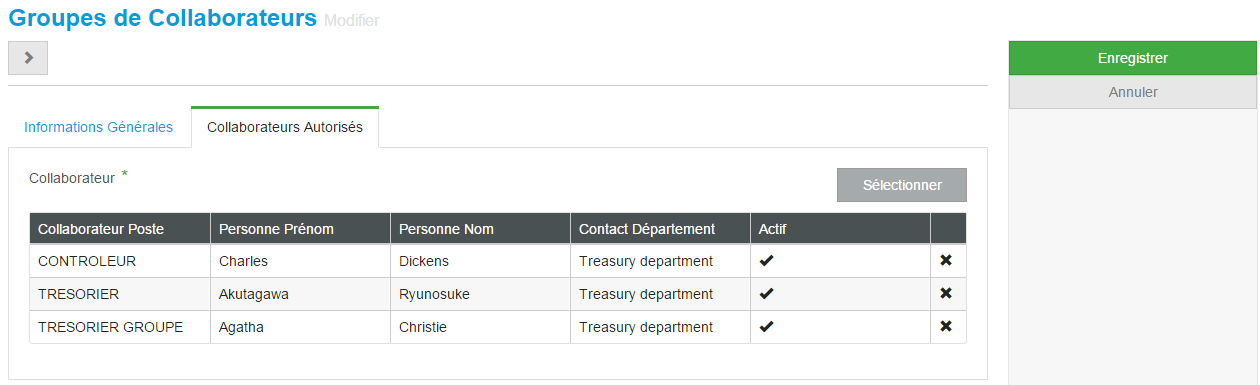 Groupes de Collaborateurs Modifier
Enregistrer
Annuler
Informations Générales Collaborateurs Autorisés
Collaborateur *
Sélectionner
Collaborateur Poste Personne Prénom Personne Nom Contact Département Actif
CONTROLEUR Charles Dickens Treasury department
TRESORIER Akutagawa Ryunosuke Treasury department
TRESORIER GROUPE Agatha Christie Treasury department